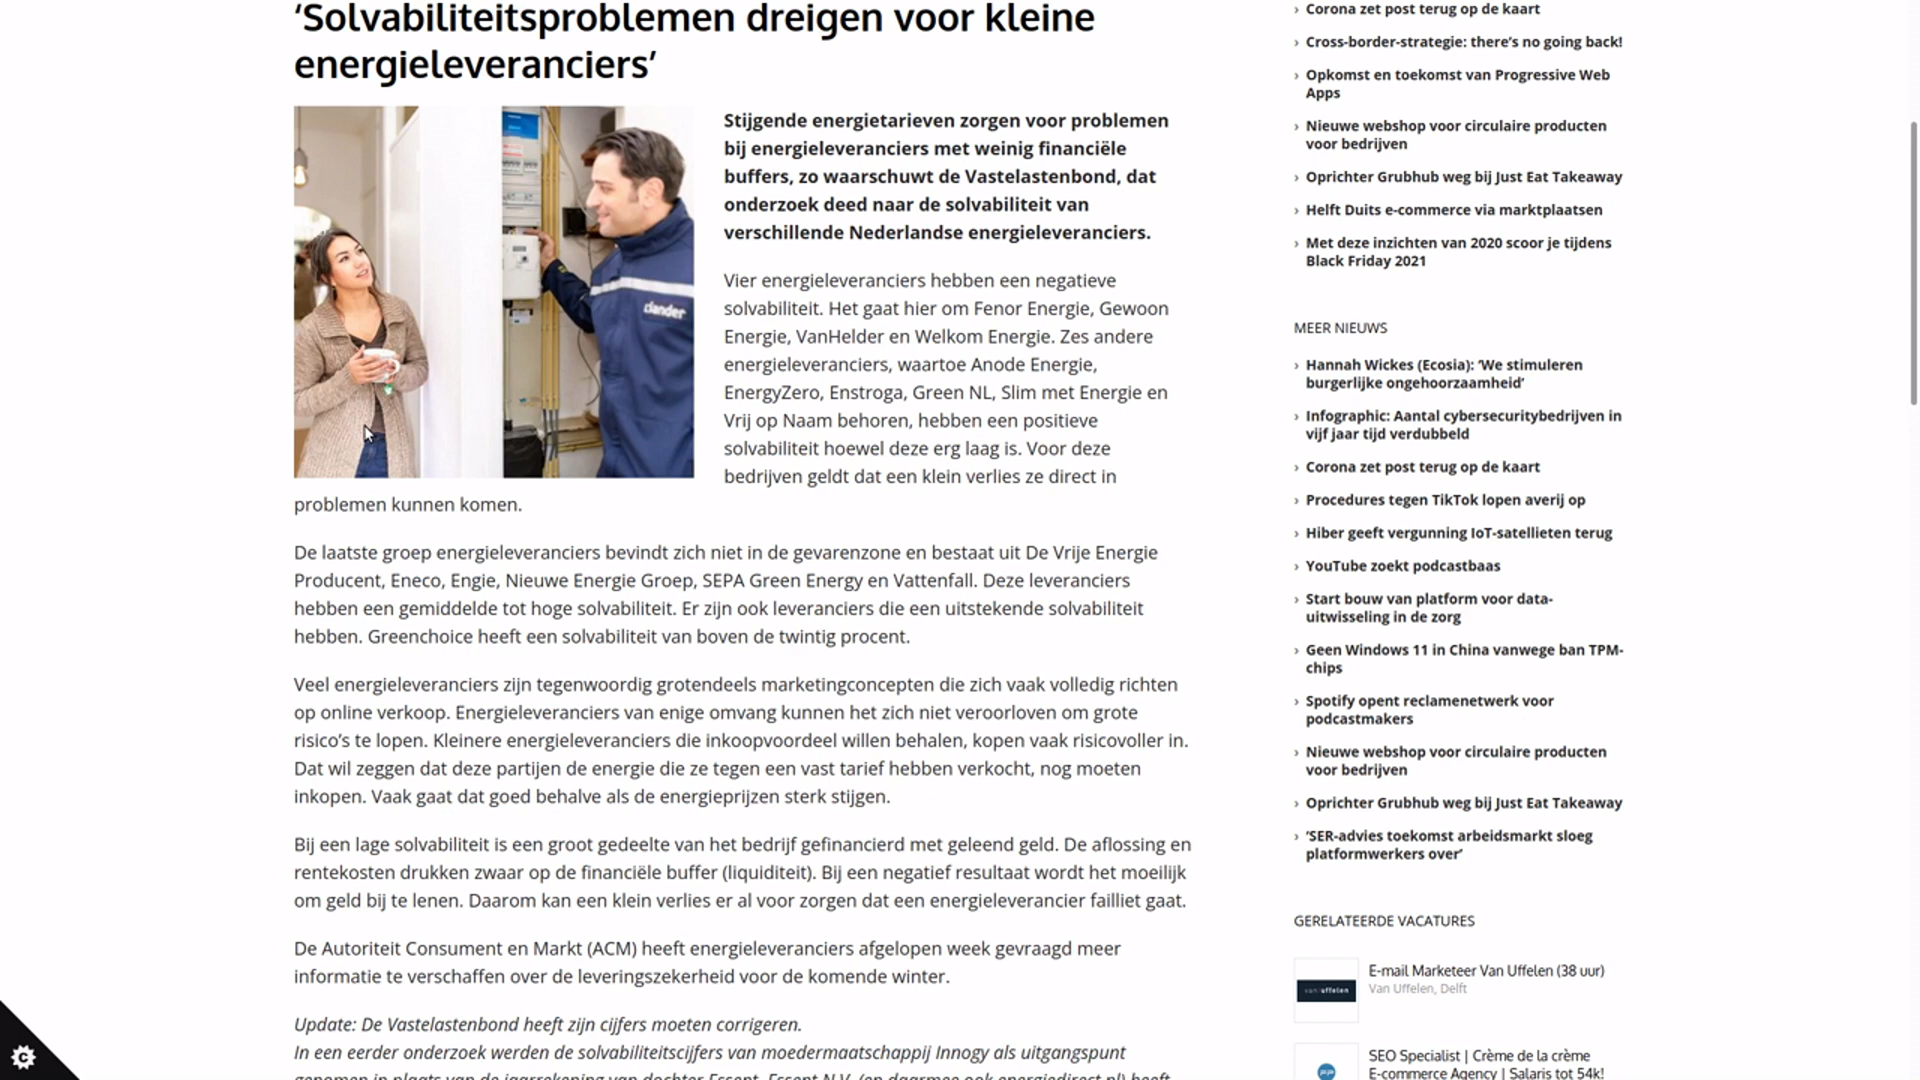 ‘Solvabiliteitsproblemen dreigen voor kleine
energieleveranciers’
Stijgende energietarieven zorgen voor problemen
bij energieleveranciers met weinig financiële
buffers, zo waarschuwt de Vastelastenbond, dat
onderzoek deed naar de solvabiliteit van
verschillende Nederlandse energieleveranciers.
Vier energieleveranciers hebben een negatieve
solvabiliteit. Het gaat hier om Fenor Energie, Gewoon
Energie, VanHelder en Welkom Energie. Zes andere
energieleveranciers, waartoe Anode Energie,
EnergyZero, Enstroga, Green NL, Slim met Energie en
Vrij op Naam behoren, hebben een positieve
solvabiliteit hoewel deze erg laag is. Voor deze
bedrijven geldt dat een klein verlies ze direct in
problemen kunnen komen.
De laatste groep energieleveranciers bevindt zich niet in de gevarenzone en bestaat uit De Vrije Energie
Producent, Eneco, Engie, Nieuwe Energie Groep, SEPA Green Energy en Vattenfall. Deze leveranciers
hebben een gemiddelde tot hoge solvabiliteit. Er zijn ook leveranciers die een uitstekende solvabiliteit
hebben. Greenchoice heeft een solvabiliteit van boven de twintig procent.
Veel energieleveranciers zijn tegenwoordig grotendeels marketingconcepten die zich vaak volledig richten
op online verkoop. Energieleveranciers van enige omvang kunnen het zich niet veroorloven om grote
risico’s te lopen. Kleinere energieleveranciers die inkoopvoordeel willen behalen, kopen vaak risicovoller in.
Dat wil zeggen dat deze partijen de energie die ze tegen een vast tarief hebben verkocht, nog moeten
inkopen. Vaak gaat dat goed behalve als de energieprijzen sterk stijgen.
Bij een lage solvabiliteit is een groot gedeelte van het bedrijf gefinancierd met geleend geld. De aflossing en
rentekosten drukken zwaar op de financiële buffer (liquiditeit). Bij een negatief resultaat wordt het moeilijk
om geld bij te lenen. Daarom kan een klein verlies er al voor zorgen dat een energieleverancier failliet gaat.
De Autoriteit Consument en Markt (ACM) heeft energieleveranciers afgelopen week gevraagd meer
informatie te verschaffen over de leveringszekerheid voor de komende winter.
Update: De Vastelastenbond heeft zijn cijfers moeten corrigeren.
In een eerder onderzoek werden de solvabiliteitscijfers van moedermaatschappij Innogy als uitgangspunt
genomen in plaats van de jaarrekening van dochter Essent. Essent N.V. (en daarmee ook energiedirect.nl) heeft
› Corona zet post terug op de kaart
› Cross-border-strategie: there’s no going back!
› Opkomst en toekomst van Progressive Web
Apps
› Nieuwe webshop voor circulaire producten
voor bedrijven
› Oprichter Grubhub weg bij Just Eat Takeaway
› Helft Duits e-commerce via marktplaatsen
› Met deze inzichten van 2020 scoor je tijdens
Black Friday 2021
MEER NIEUWS
› Hannah Wickes (Ecosia): ‘We stimuleren
burgerlijke ongehoorzaamheid’
› Infographic: Aantal cybersecuritybedrijven in
vijf jaar tijd verdubbeld
› Corona zet post terug op de kaart
› Procedures tegen TikTok lopen averij op
› Hiber geeft vergunning IoT-satellieten terug
› YouTube zoekt podcastbaas
› Start bouw van platform voor data-
uitwisseling in de zorg
› Geen Windows 11 in China vanwege ban TPM-
chips
› Spotify opent reclamenetwerk voor
podcastmakers
› Nieuwe webshop voor circulaire producten
voor bedrijven
› Oprichter Grubhub weg bij Just Eat Takeaway
› ‘SER-advies toekomst arbeidsmarkt sloeg
platformwerkers over’
GERELATEERDE VACATURES
van uffelen
E-mail Marketeer Van Uffelen (38 uur)
Van Uffelen, Delft
SEO Specialist | Crème de la crème
E-commerce Agency | Salaris tot 54k!